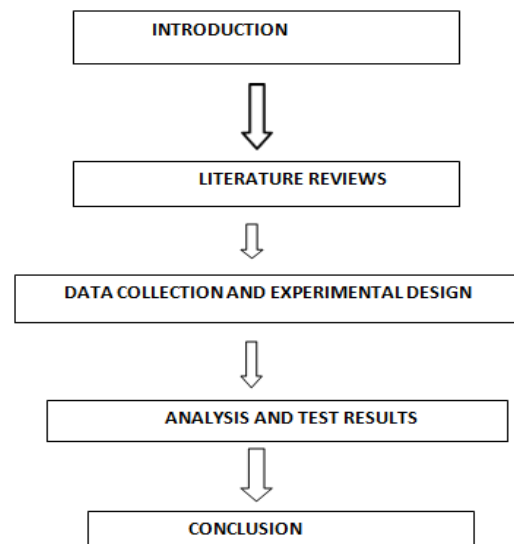 INTRODUCTION
LITERATURE REVIEWS
DATA COLLECTION AND EXPERIMENTAL DESIGN
ANALYSIS AND TEST RESULTS
CONCLUSION